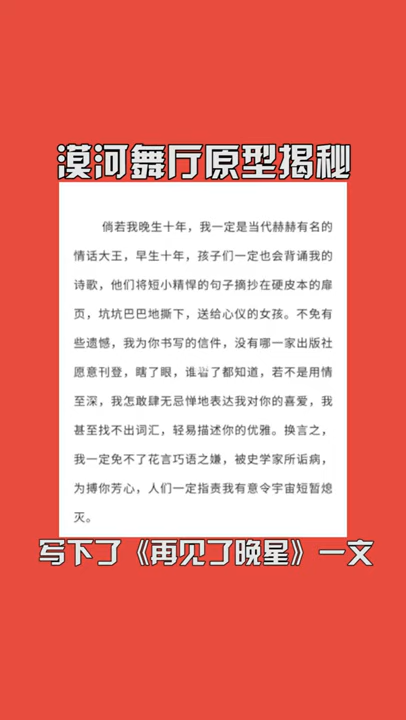 漠河舞厅原型揭秘
倘若我晚生十年，我一定是当代赫赫有名的
情话大王，早生十年，孩子们一定也会背诵我的
诗歌，他们将短小精悍的句子摘抄在硬皮本的扉
页，坑坑巴巴地撕下，送给心仪的女孩。不免有
些遗憾，我为你书写的信件，没有哪一家出版社
愿意刊登，瞎了眼，谁看了都知道，若不是用情
至深，我怎敢肆无忌惮地表达我对你的喜爱，我
甚至找不出词汇，轻易描述你的优雅。换言之，
我一定免不了花言巧语之嫌，被史学家所诟病，
为搏你芳心，人们一定指责我有意令宇宙短暂熄
灭。
写下了《再见了晚星》一文